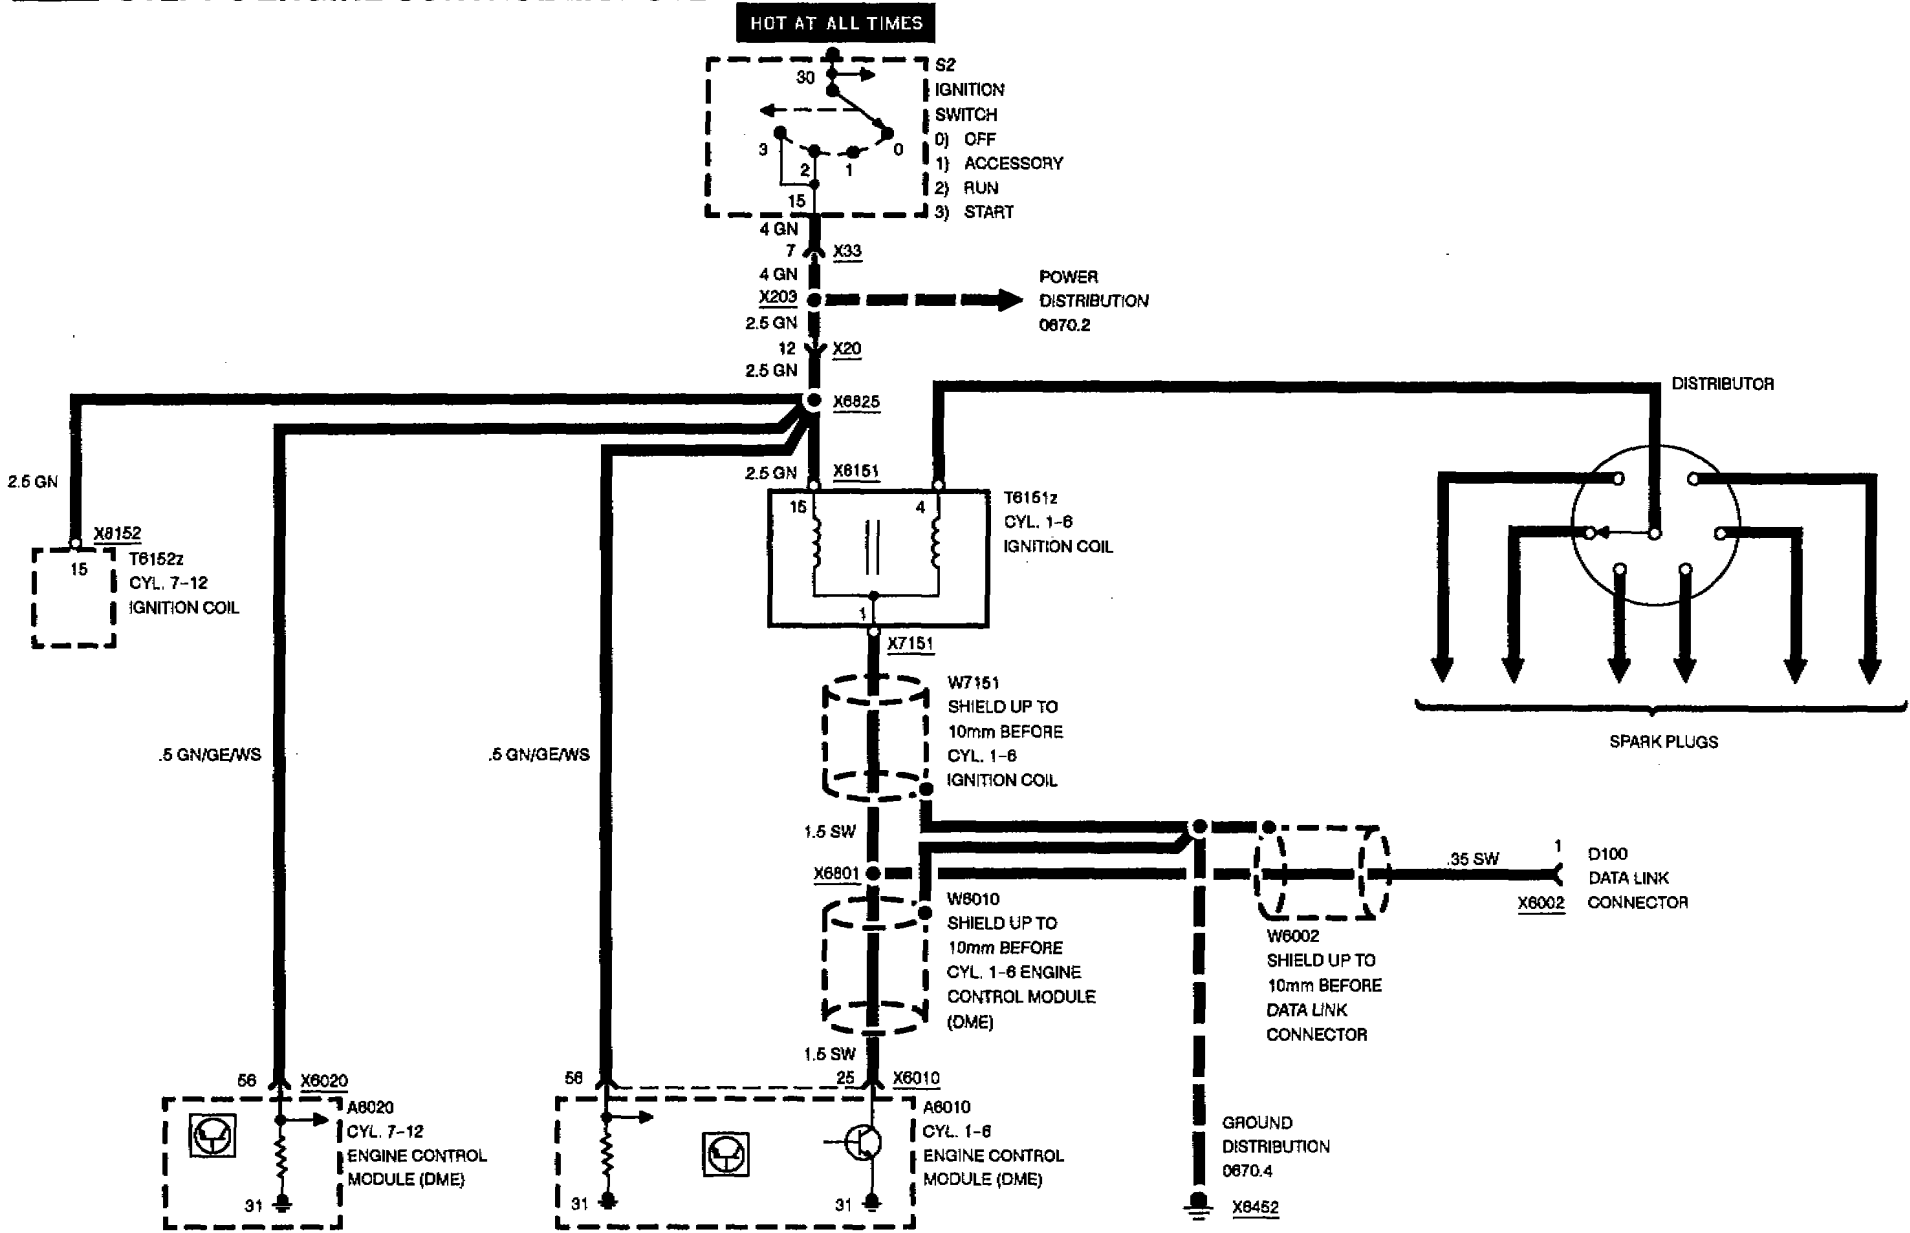 HOT AT ALL TIMES
S2
IGNITION
SWITCH
0) OFF
1) ACCESSORY
2) RUN
3) START
30
3
2
1
0
15
4 GN
7
X33
4 GN
X203
POWER
DISTRIBUTION
0670.2
2.5 GN
12
X20
2.5 GN
X6825
DISTRIBUTOR
2.5 GN
2.5 GN
X6151
15
4
T6151z
CYL. 1-6
IGNITION COIL
X6152
15
T6152z
CYL. 7-12
IGNITION COIL
1
X7151
W7151
SHIELD UP TO
10mm BEFORE
CYL. 1-6
IGNITION COIL
SPARK PLUGS
.5 GN/GE/WS
.5 GN/GE/WS
1.5 SW
X6801
.35 SW
1
D100
DATA LINK
CONNECTOR
X6002
W6010
SHIELD UP TO
10mm BEFORE
CYL. 1-6 ENGINE
CONTROL MODULE
(DME)
W6002
SHIELD UP TO
10mm BEFORE
DATA LINK
CONNECTOR
1.5 SW
56
X6020
56
25
X6010
A6020
CYL. 7-12
ENGINE CONTROL
MODULE (DME)
31
31
31
A6010
CYL. 1-6
ENGINE CONTROL
MODULE (DME)
GROUND
DISTRIBUTION
0670.4
X6452